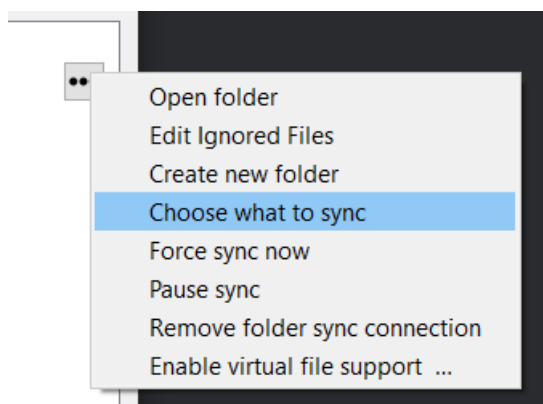 Open folder
Edit Ignored Files
Create new folder
Choose what to sync
Force sync now
Pause sync
Remove folder sync connection
Enable virtual file support ...